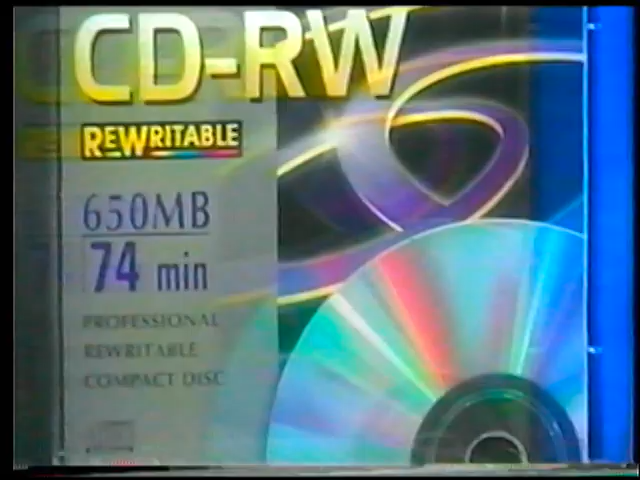 CD-RW
REWRITABLE
650MB
74 min
PROFESSIONAL
REWRITABLE
COMPACT DISC